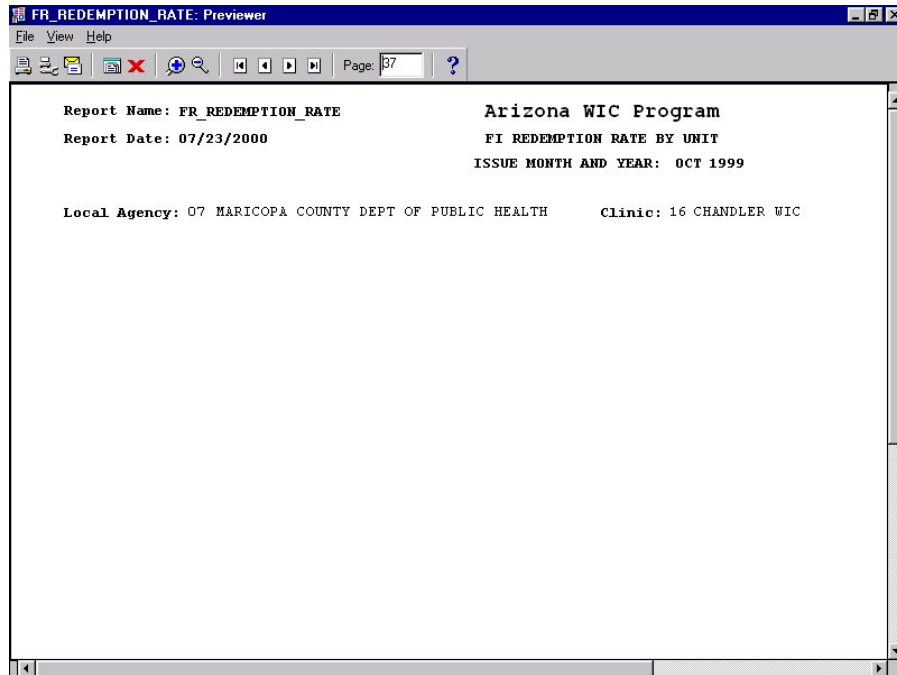 FR_REDEMPTION_RATE: Previewer
File View Help
Page: 37 ?
Report Name: FR_REDEMPTION_RATE Arizona WIC Program
Report Date: 07/23/2000 FI REDEMPTION RATE BY UNIT
ISSUE MONTH AND YEAR: OCT 1999
Local Agency: 07 MARICOPA COUNTY DEPT OF PUBLIC HEALTH Clinic: 16 CHANDLER WIC